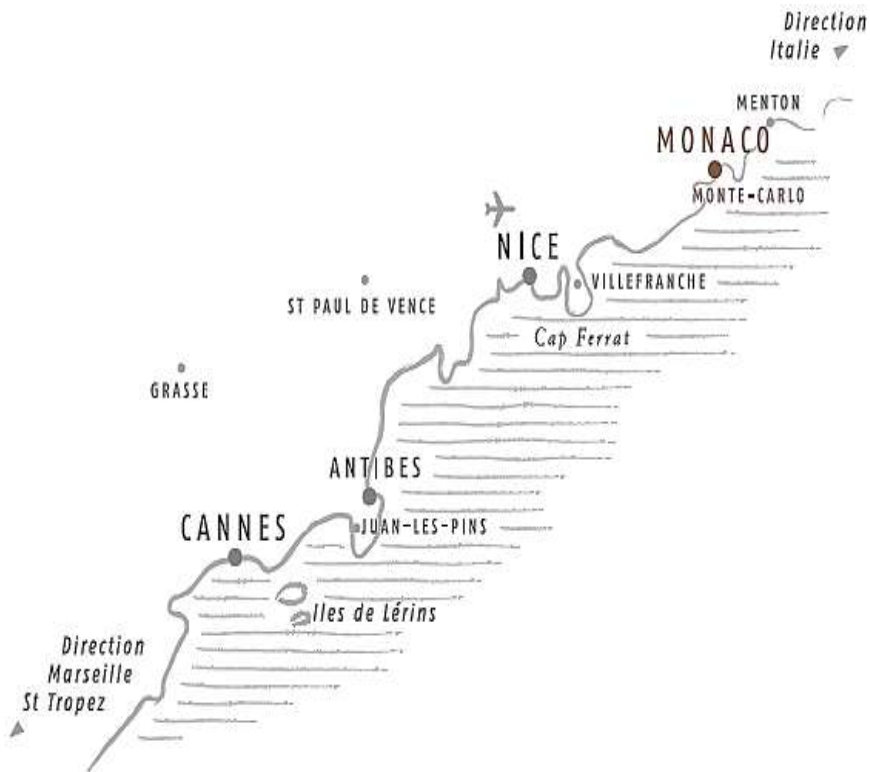 Direction
Italie
MENTON
MONACO
MONTE-CARLO
NICE
VILLEFRANCHE
ST PAUL DE VENCE
Cap Ferrat
GRASSE
ANTIBES
JUAN-LES-PINS
CANNES
Iles de Lérins
Direction
Marseille
St Tropez